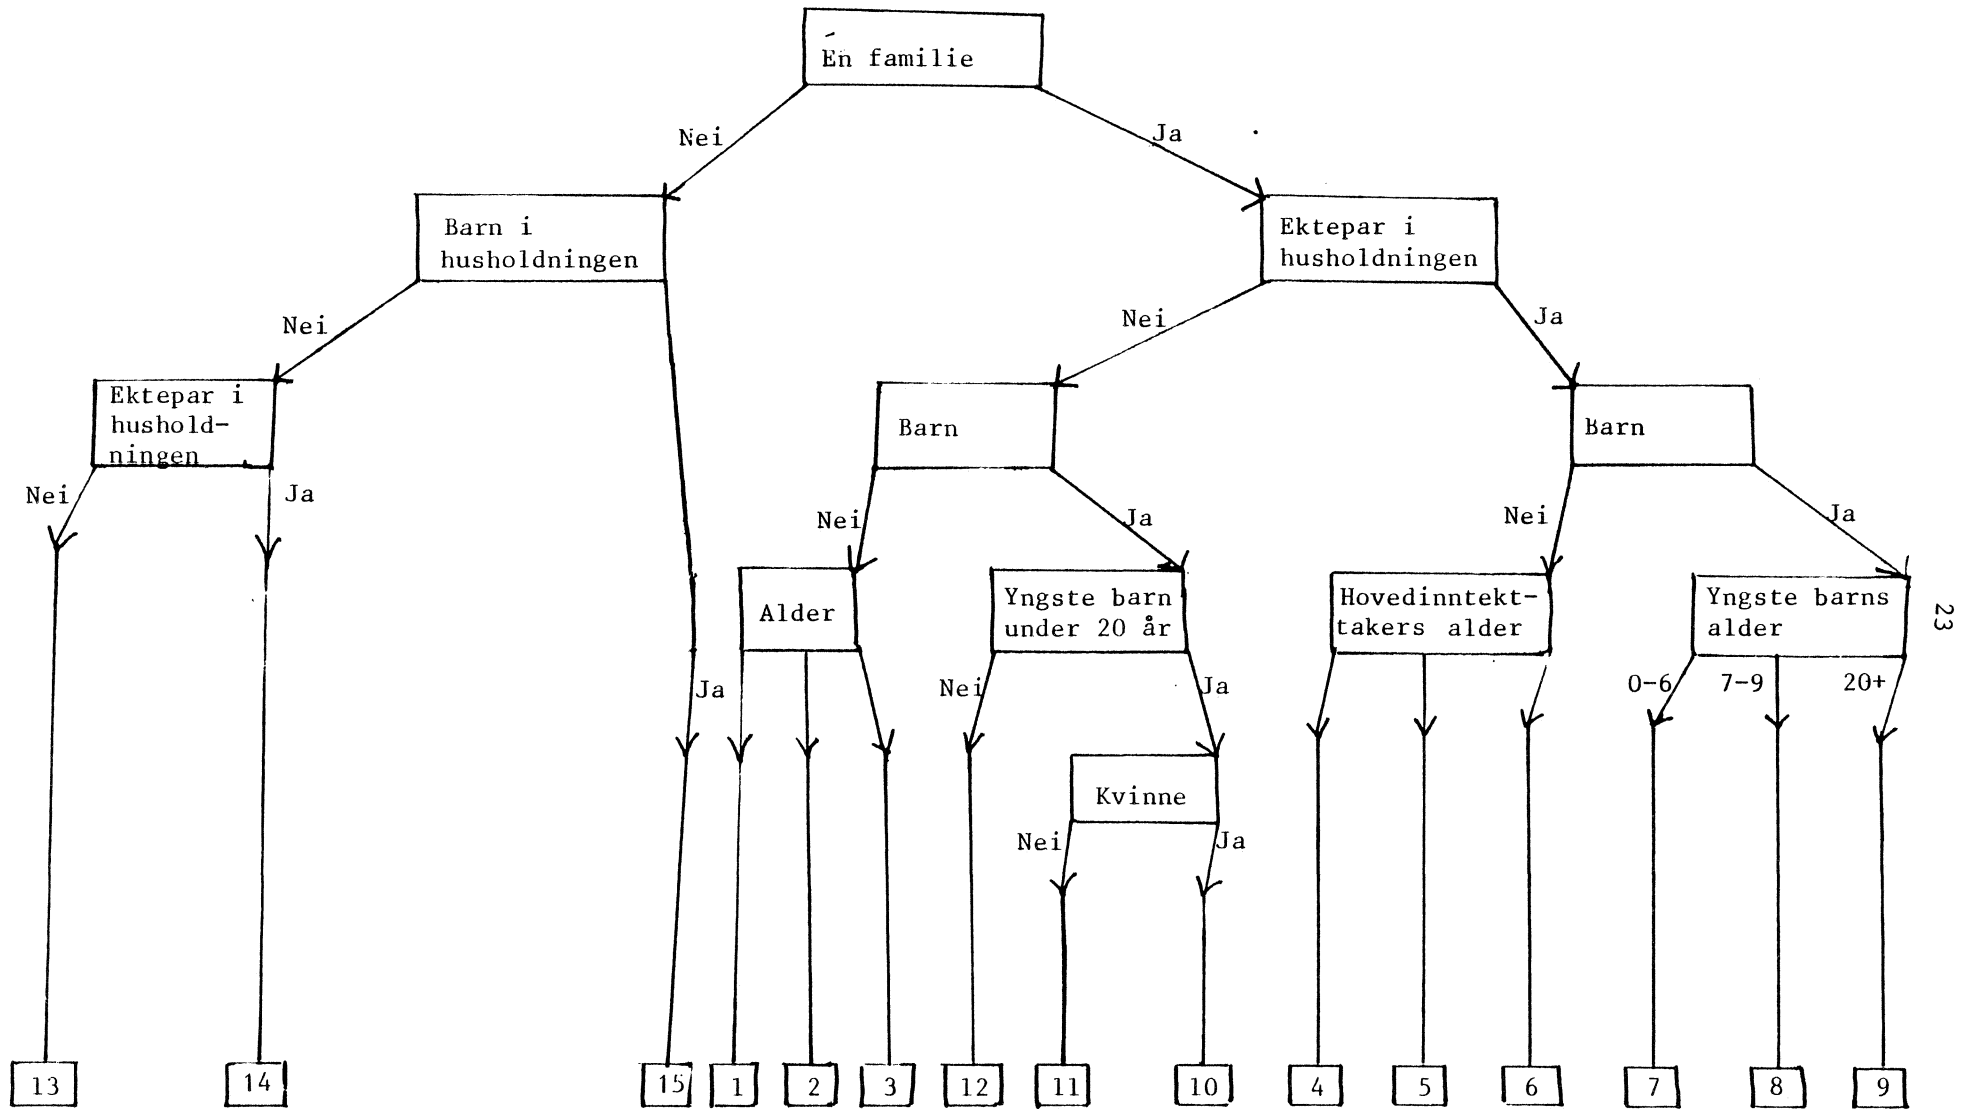 En familie
Nei
Ja
Barn i
husholdningen
Ektepar i
husholdningen
Nei
Nei
Ja
Ektepar i
hushold-
ningen
Barn
Barn
Nei
Ja
Nei
Ja
Nei
Ja
Alder
Yngste barn
under 20 år
Hovedinntekt-
takers alder
Yngste barns
alder
23
Ja
Nei
Ja
0-6
7-9
20+
Kvinne
Nei
Ja
13
14
15
1
2
3
12
11
10
4
5
6
7
8
9